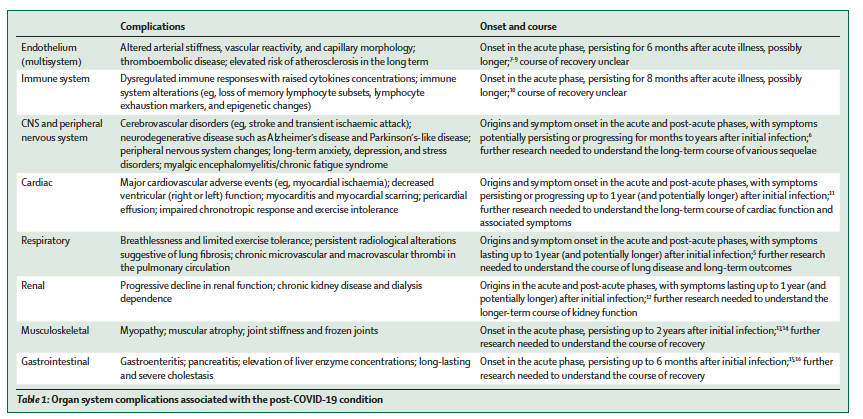 Complications Onset and course
Endothelium (multisystem)
Altered arterial stiffness, vascular reactivity, and capillary morphology;
thromboembolic disease; elevated risk of atherosclerosis in the long term
Onset in the acute phase, persisting for 6 months after acute illness, possibly
longer;⁷⁻⁹ course of recovery unclear
Immune system
Dysregulated immune responses with raised cytokines concentrations; immune
system alterations (eg, loss of memory lymphocyte subsets, lymphocyte
exhaustion markers, and epigenetic changes)
Onset in the acute phase, persisting for 8 months after acute illness, possibly
longer;¹⁰ course of recovery unclear
CNS and peripheral
nervous system
Cerebrovascular disorders (eg, stroke and transient ischaemic attack);
neurodegenerative disease such as Alzheimer's disease and Parkinson's-like disease;
peripheral nervous system changes; long-term anxiety, depression, and stress
disorders; myalgic encephalomyelitis/chronic fatigue syndrome
Origins and symptom onset in the acute and post-acute phases, with symptoms
potentially persisting or progressing for months to years after initial infection;⁶
further research needed to understand the long-term course of various sequelae
Cardiac
Major cardiovascular adverse events (eg, myocardial ischaemia); decreased
ventricular (right or left) function; myocarditis and myocardial scarring; pericardial
effusion; impaired chronotropic response and exercise intolerance
Origins and symptom onset in the acute and post-acute phases, with symptoms
persisting or progressing up to 1 year (and potentially longer) after initial infection;¹¹
further research needed to understand the long-term course of cardiac function and
associated symptoms
Respiratory
Breathlessness and limited exercise tolerance; persistent radiological alterations
suggestive of lung fibrosis; chronic microvascular and macrovascular thrombi in
the pulmonary circulation
Origins and symptom onset in the acute and post-acute phases, with symptoms
lasting up to 1 year (and potentially longer) after initial infection;⁵ further research
needed to understand the course of lung disease and long-term outcomes
Renal
Progressive decline in renal function; chronic kidney disease and dialysis
dependence
Origins in the acute and post-acute phases, with symptoms lasting up to 1 year (and
potentially longer) after initial infection;¹² further research needed to understand the
longer-term course of kidney function
Musculoskeletal
Myopathy; muscular atrophy; joint stiffness and frozen joints
Onset in the acute phase, persisting up to 2 years after initial infection;¹³,¹⁴ further
research needed to understand the course of recovery
Gastrointestinal
Gastroenteritis; pancreatitis; elevation of liver enzyme concentrations; long-lasting
and severe cholestasis
Onset in the acute phase, persisting up to 6 months after initial infection;¹⁵,¹⁶ further
research needed to understand the course of recovery
Table 1: Organ system complications associated with the post-COVID-19 condition